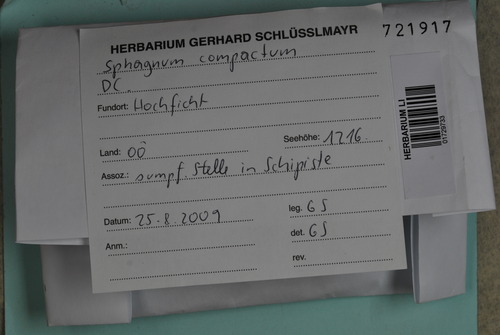 HERBARIUM GERHARD SCHLÜSSLMAYR
721917
Sphagnum compactum
DC.
Fundort: Hochficht
Land: OÖ
Seehöhe: 1216
Assoz.: sumpf. Stelle in Schipiste
Datum: 25.8.2009
leg. GS
Anm.:
det. GS
rev.
HERBARIUM LI
01729733